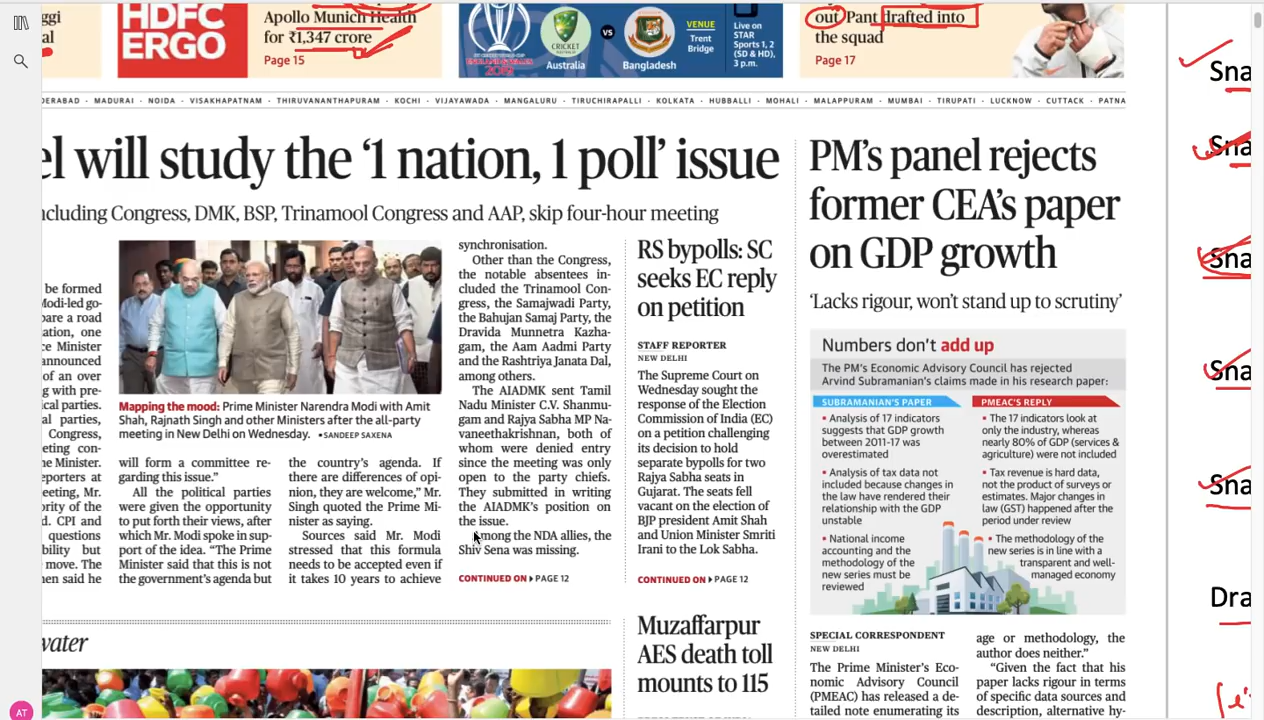 ggi
al
HDFC
ERGO
Apollo Munich Health
for ₹1,347 crore
Page 15
2019
CRICKET
Australia
vs
Bangladesh
VENUE
Trent
Bridge
Live on
STAR
Sports 1, 2
(SD & HD),
3 p.m.
out Pant drafted into
the squad
Page 17
DERABAD · MADURAI · NOIDA · VISAKHAPATNAM · THIRUVANANTHAPURAM · KOCHI · VIJAYAWADA · MANGALURU · TIRUCHIRAPALLI · KOLKATA · HUBBALLI · MOHALI · MALAPPURAM · MUMBAI · TIRUPATI · LUCKNOW · CUTTACK · PATNA
el will study the ‘1 nation, 1 poll’ issue
ncluding Congress, DMK, BSP, Trinamool Congress and AAP, skip four-hour meeting
be formed
Modi-led go-
pare a road
ation, one
ce Minister
announced
of an over
g with pre-
cal parties.
al parties,
Congress,
eeting con-
me Minister.
eporters at
eeting, Mr.
ority of the
d. CPI and
questions
bility but
move. The
men said he
Mapping the mood: Prime Minister Narendra Modi with Amit
Shah, Rajnath Singh and other Ministers after the all-party
meeting in New Delhi on Wednesday. •SANDEEP SAXENA
will form a committee re-
garding this issue.”
All the political parties
were given the opportunity
to put forth their views, after
which Mr. Modi spoke in sup-
port of the idea. “The Prime
Minister said that this is not
the government’s agenda but
the country’s agenda. If
there are differences of opi-
nion, they are welcome,” Mr.
Singh quoted the Prime Mi-
nister as saying.
Sources said Mr. Modi
stressed that this formula
needs to be accepted even if
it takes 10 years to achieve
synchronisation.
Other than the Congress,
the notable absentees in-
cluded the Trinamool Con-
gress, the Samajwadi Party,
the Bahujan Samaj Party, the
Dravida Munnetra Kazha-
gam, the Aam Aadmi Party
and the Rashtriya Janata Dal,
among others.
The AIADMK sent Tamil
Nadu Minister C.V. Shanmu-
gam and Rajya Sabha MP Na-
vaneethakrishnan, both of
whom were denied entry
since the meeting was only
open to the party chiefs.
They submitted in writing
the AIADMK’s position on
the issue.
Among the NDA allies, the
Shiv Sena was missing.
CONTINUED ON PAGE 12
RS bypolls: SC
seeks EC reply
on petition
STAFF REPORTER
NEW DELHI
The Supreme Court on
Wednesday sought the
response of the Election
Commission of India (EC)
on a petition challenging
its decision to hold
separate bypolls for two
Rajya Sabha seats in
Gujarat. The seats fell
vacant on the election of
BJP president Amit Shah
and Union Minister Smriti
Irani to the Lok Sabha.
CONTINUED ON PAGE 12
Muzaffarpur
AES death toll
mounts to 115
PM’s panel rejects
former CEA’s paper
on GDP growth
‘Lacks rigour, won’t stand up to scrutiny’
Numbers don’t add up
The PM’s Economic Advisory Council has rejected
Arvind Subramanian’s claims made in his research paper:
SUBRAMANIAN’S PAPER
• Analysis of 17 indicators
suggests that GDP growth
between 2011-17 was
overestimated
• Analysis of tax data not
included because changes in
the law have rendered their
relationship with the GDP
unstable
• National income
accounting and the
methodology of the
new series must be
reviewed
PMEAC’S REPLY
• The 17 indicators look at
only the industry, whereas
nearly 80% of GDP (services &
agriculture) were not included
• Tax revenue is hard data,
not the product of surveys or
estimates. Major changes in
law (GST) happened after the
period under review
• The methodology of the
new series is in line with a
transparent and well-
managed economy
SPECIAL CORRESPONDENT
NEW DELHI
The Prime Minister’s Eco-
nomic Advisory Council
(PMEAC) has released a de-
tailed note enumerating its
age or methodology, the
author does neither.”
“Given the fact that his
paper lacks rigour in terms
of specific data sources and
description, alternative hy-
water
Sna
Sna
Sna
Sna
Sna
Dra
AT